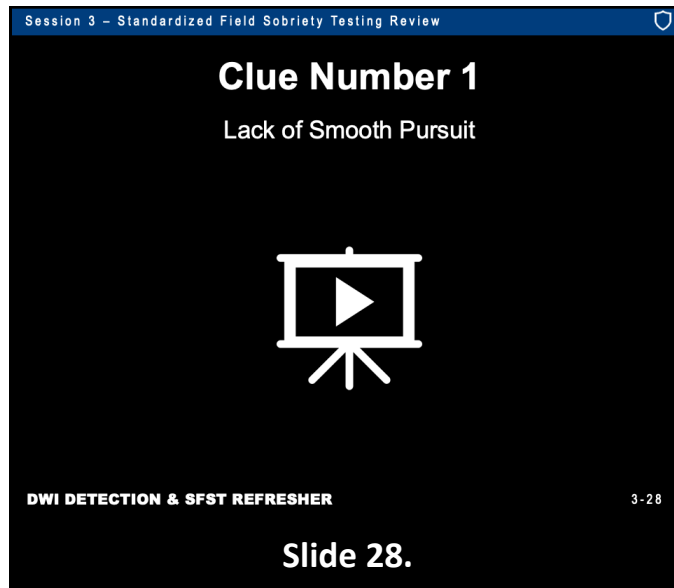 Session 3 – Standardized Field Sobriety Testing Review
Clue Number 1
Lack of Smooth Pursuit
DWI DETECTION & SFST REFRESHER 3-28
Slide 28.